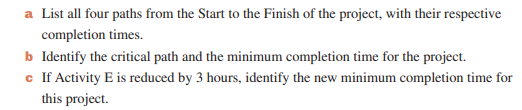 a List all four paths from the Start to the Finish of the project, with their respective
completion times.
b Identify the critical path and the minimum completion time for the project.
c If Activity E is reduced by 3 hours, identify the new minimum completion time for
this project.